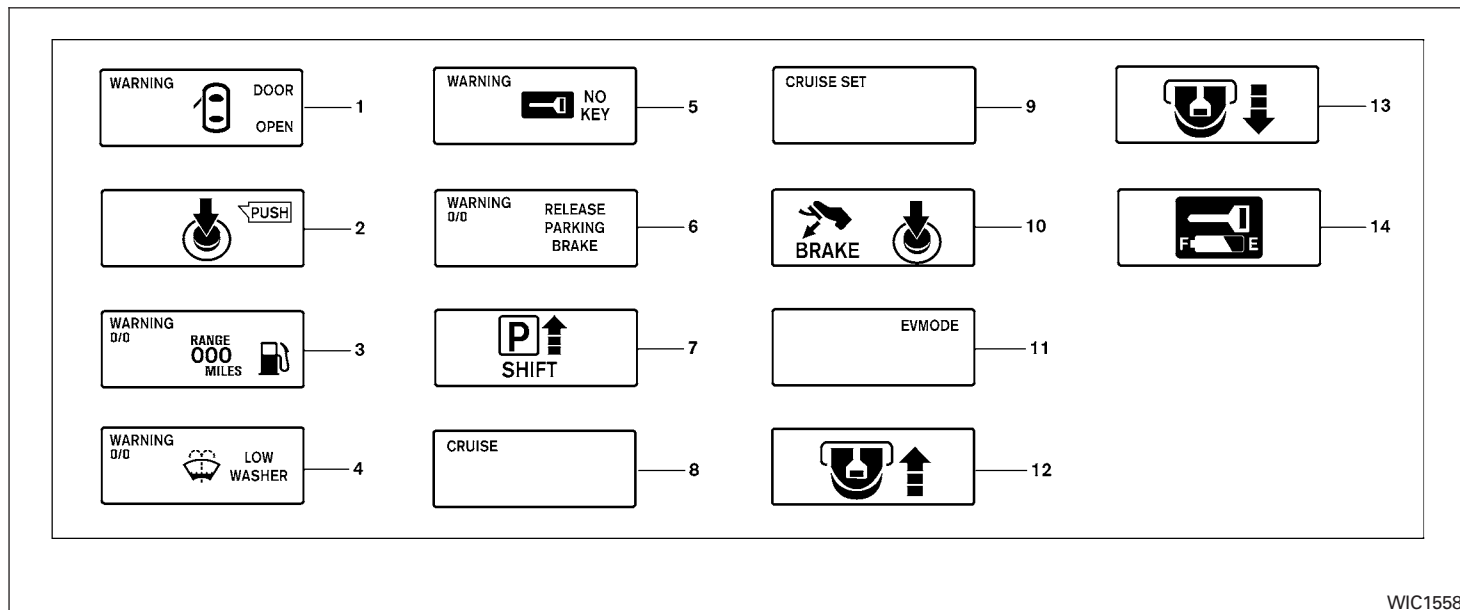 WARNING
DOOR
OPEN
1
PUSH
2
WARNING
0/0
RANGE
000
MILES
3
WARNING
0/0
LOW
WASHER
4
WARNING
NO
KEY
5
WARNING
0/0
RELEASE
PARKING
BRAKE
6
P
SHIFT
7
CRUISE
8
CRUISE SET
9
BRAKE
10
EVMODE
11
12
13
F E
14
WIC1558